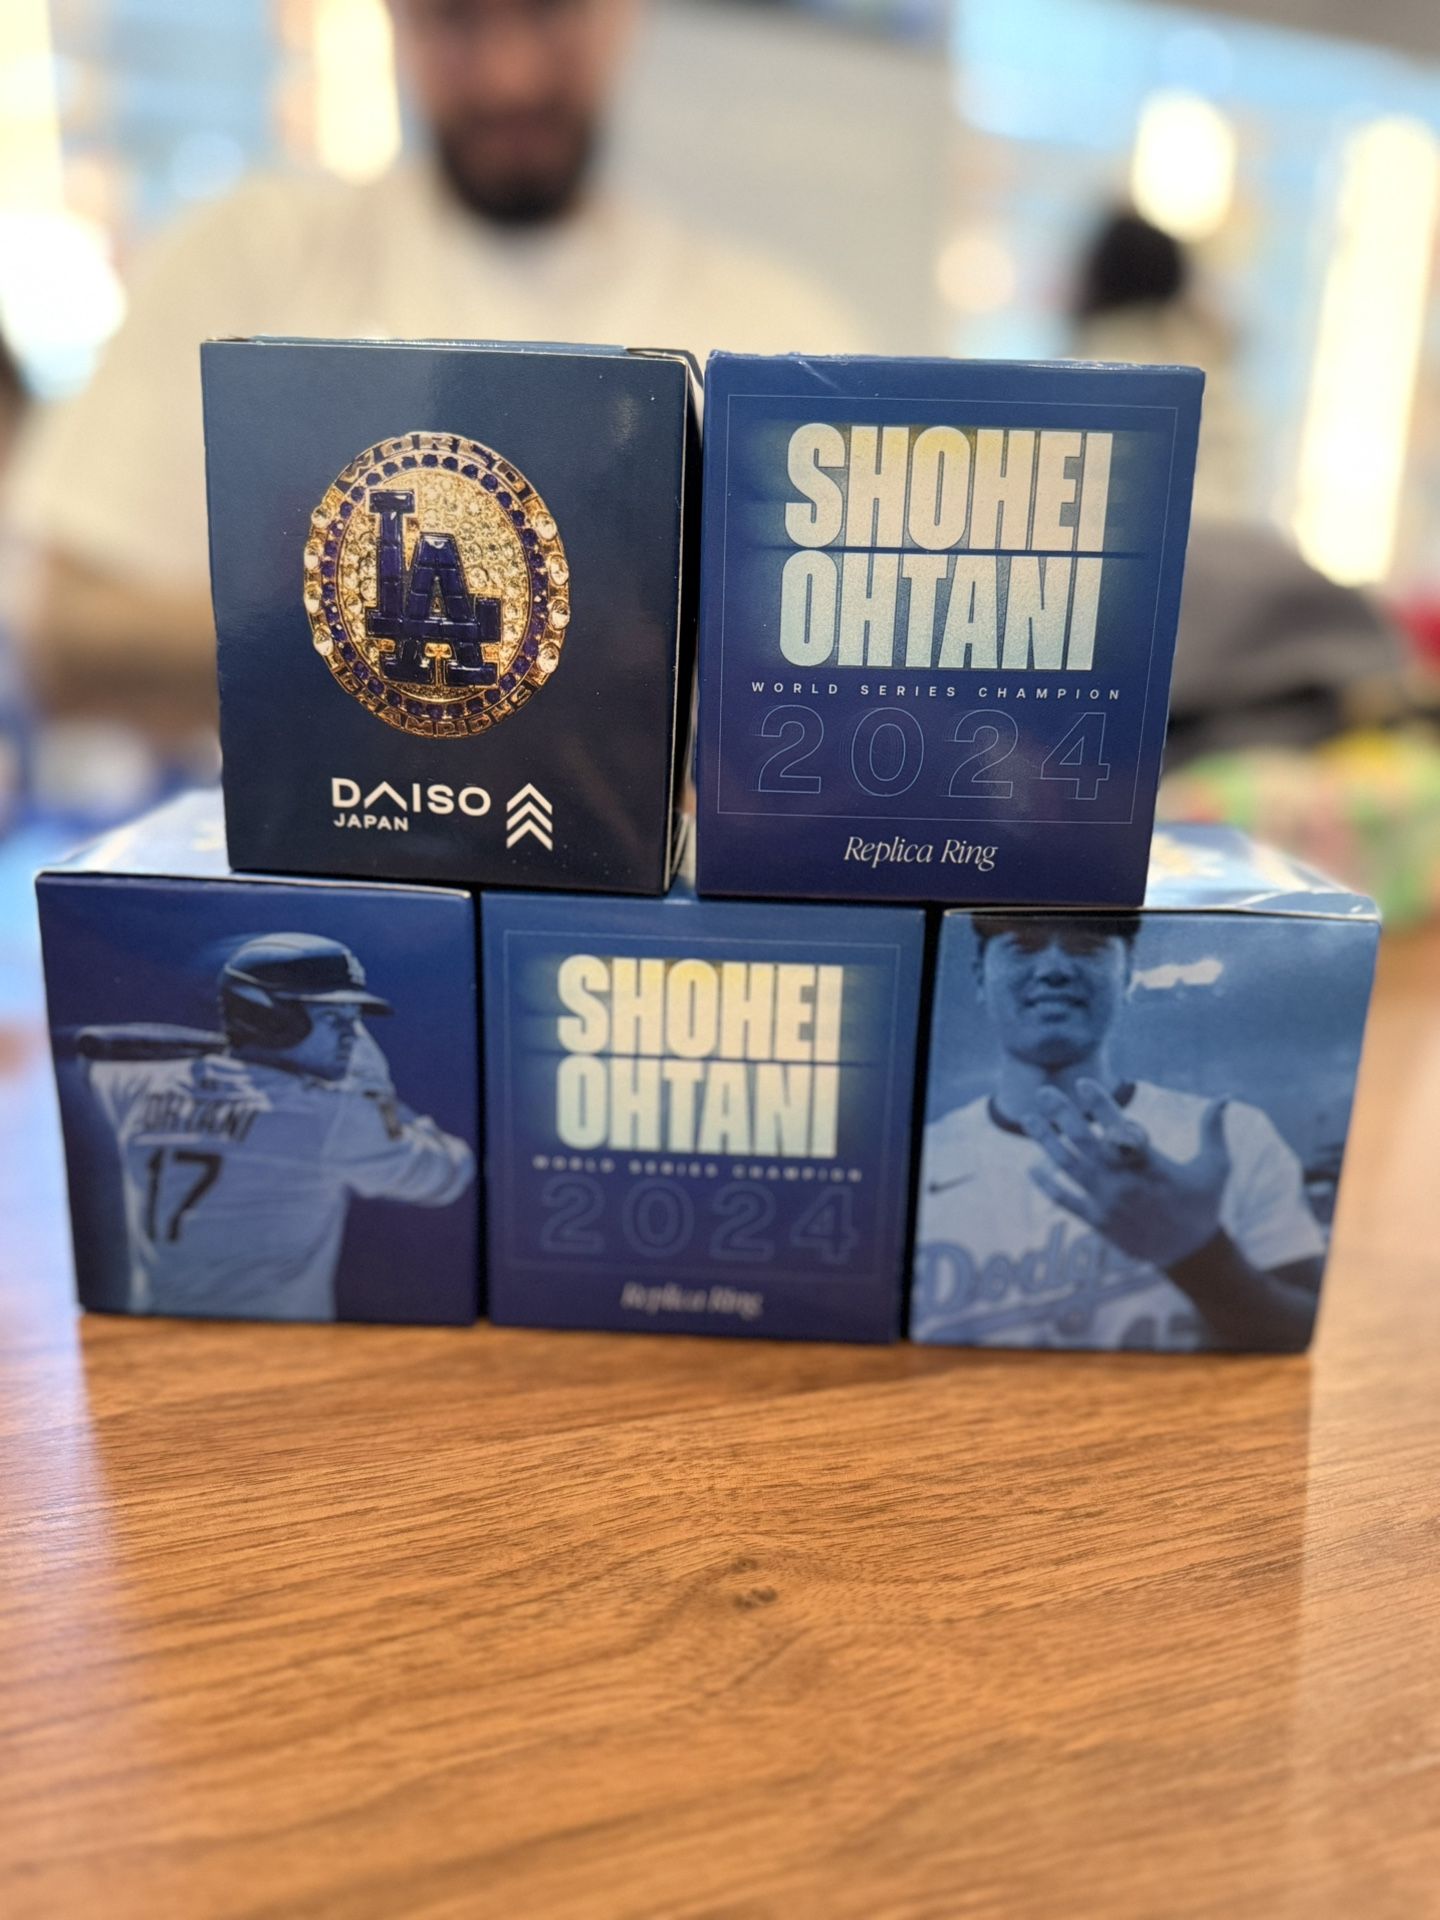 WORLD
LA
CHAMPIONS
DAISO
JAPAN
SHOHEI
OHTANI
WORLD SERIES CHAMPION
2024
Replica Ring
OHTANI
17
SHOHEI
OHTANI
WORLD SERIES CHAMPION
2024
Replica Ring
Dodge